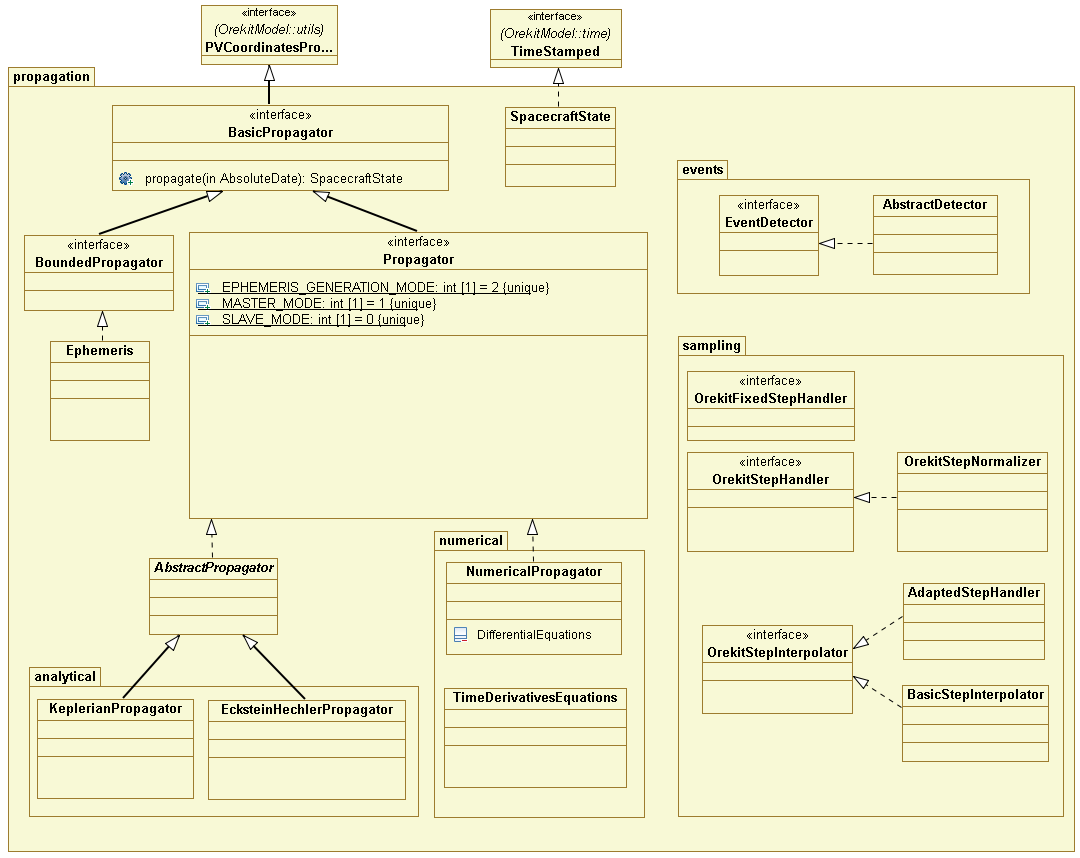 «interface»
(OrekitModel::utils)
PVCoordinatesPro...
«interface»
(OrekitModel::time)
TimeStamped
propagation
«interface»
BasicPropagator
propagate(in AbsoluteDate): SpacecraftState
SpacecraftState
events
«interface»
EventDetector
AbstractDetector
«interface»
BoundedPropagator
«interface»
Propagator
EPHEMERIS_GENERATION_MODE: int [1] = 2 {unique}
MASTER_MODE: int [1] = 1 {unique}
SLAVE_MODE: int [1] = 0 {unique}
Ephemeris
sampling
«interface»
OrekitFixedStepHandler
«interface»
OrekitStepHandler
OrekitStepNormalizer
AbstractPropagator
numerical
NumericalPropagator
DifferentialEquations
AdaptedStepHandler
«interface»
OrekitStepInterpolator
BasicStepInterpolator
analytical
KeplerianPropagator
EcksteinHechlerPropagator
TimeDerivativesEquations